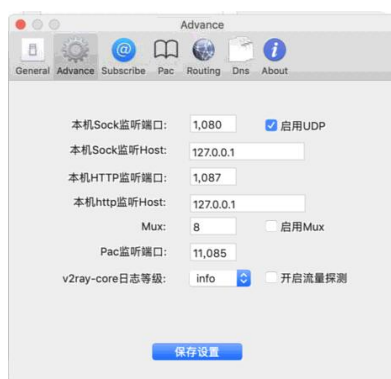 Advance
General Advance Subscribe Pac Routing Dns About
本机Sock监听端口: 1,080 启用UDP
本机Sock监听Host: 127.0.0.1
本机HTTP监听端口: 1,087
本机http监听Host: 127.0.0.1
Mux: 8 启用Mux
Pac监听端口: 11,085
v2ray-core日志等级: info 开启流量探测
保存设置